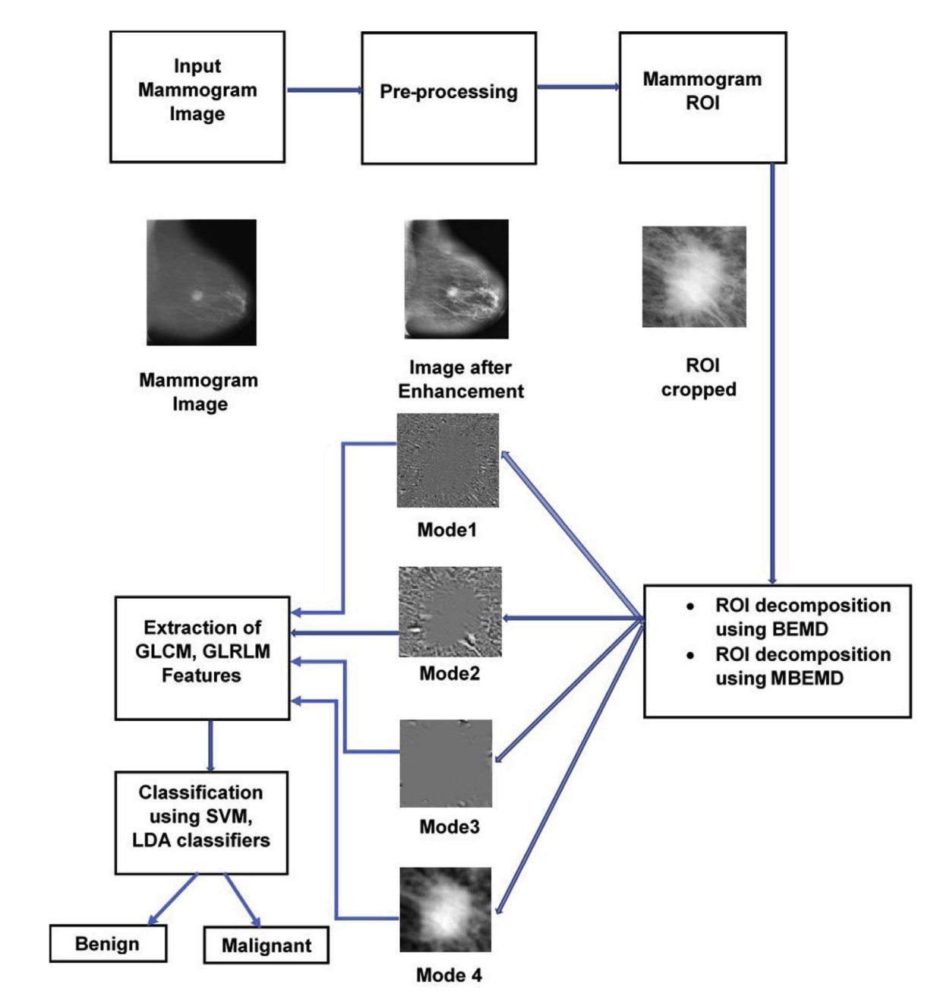 Input
Mammogram
Image
Pre-processing
Mammogram
ROI
Mammogram
Image
Image after
Enhancement
ROI
cropped
Mode1
Mode2
Mode3
Mode 4
• ROI decomposition
using BEMD
• ROI decomposition
using MBEMD
Extraction of
GLCM, GLRLM
Features
Classification
using SVM,
LDA classifiers
Benign
Malignant